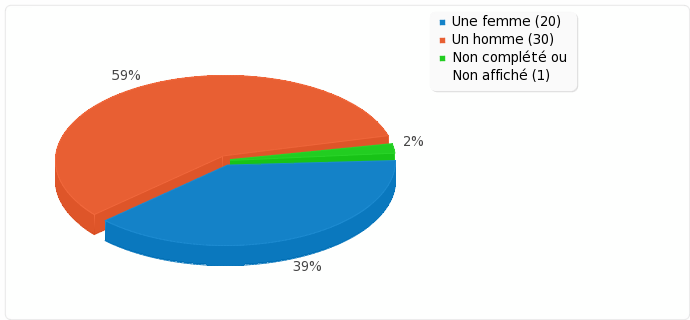 Une femme (20)
Un homme (30)
Non complété ou
Non affiché (1)
59%
2%
39%